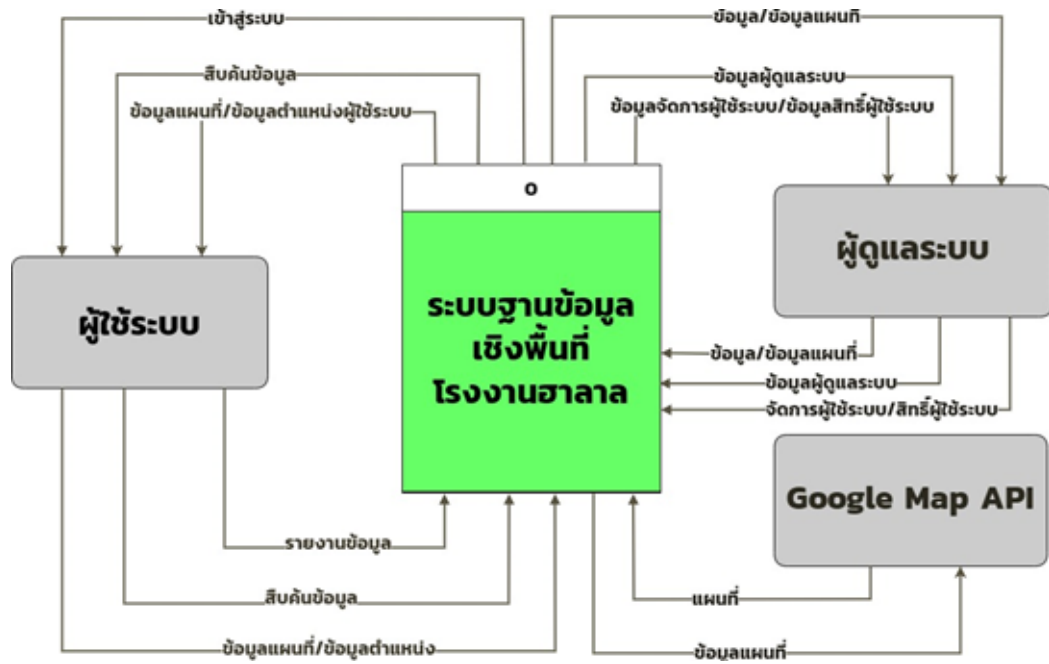 เข้าสู่ระบบ
ข้อมูล/ข้อมูลแผนที่
สืบค้นข้อมูล
ข้อมูลผู้ดูแลระบบ
ข้อมูลแผนที่/ข้อมูลตำแหน่งผู้ใช้ระบบ
ข้อมูลจัดการผู้ใช้ระบบ/ข้อมูลสิทธิ์ผู้ใช้ระบบ
0
ผู้ใช้ระบบ
ระบบฐานข้อมูล
เชิงพื้นที่
โรงงานฮาลาล
ผู้ดูแลระบบ
ข้อมูล/ข้อมูลแผนที่
ข้อมูลผู้ดูแลระบบ
จัดการผู้ใช้ระบบ/สิทธิ์ผู้ใช้ระบบ
Google Map API
รายงานข้อมูล
สืบค้นข้อมูล
แผนที่
ข้อมูลแผนที่/ข้อมูลตำแหน่ง
ข้อมูลแผนที่